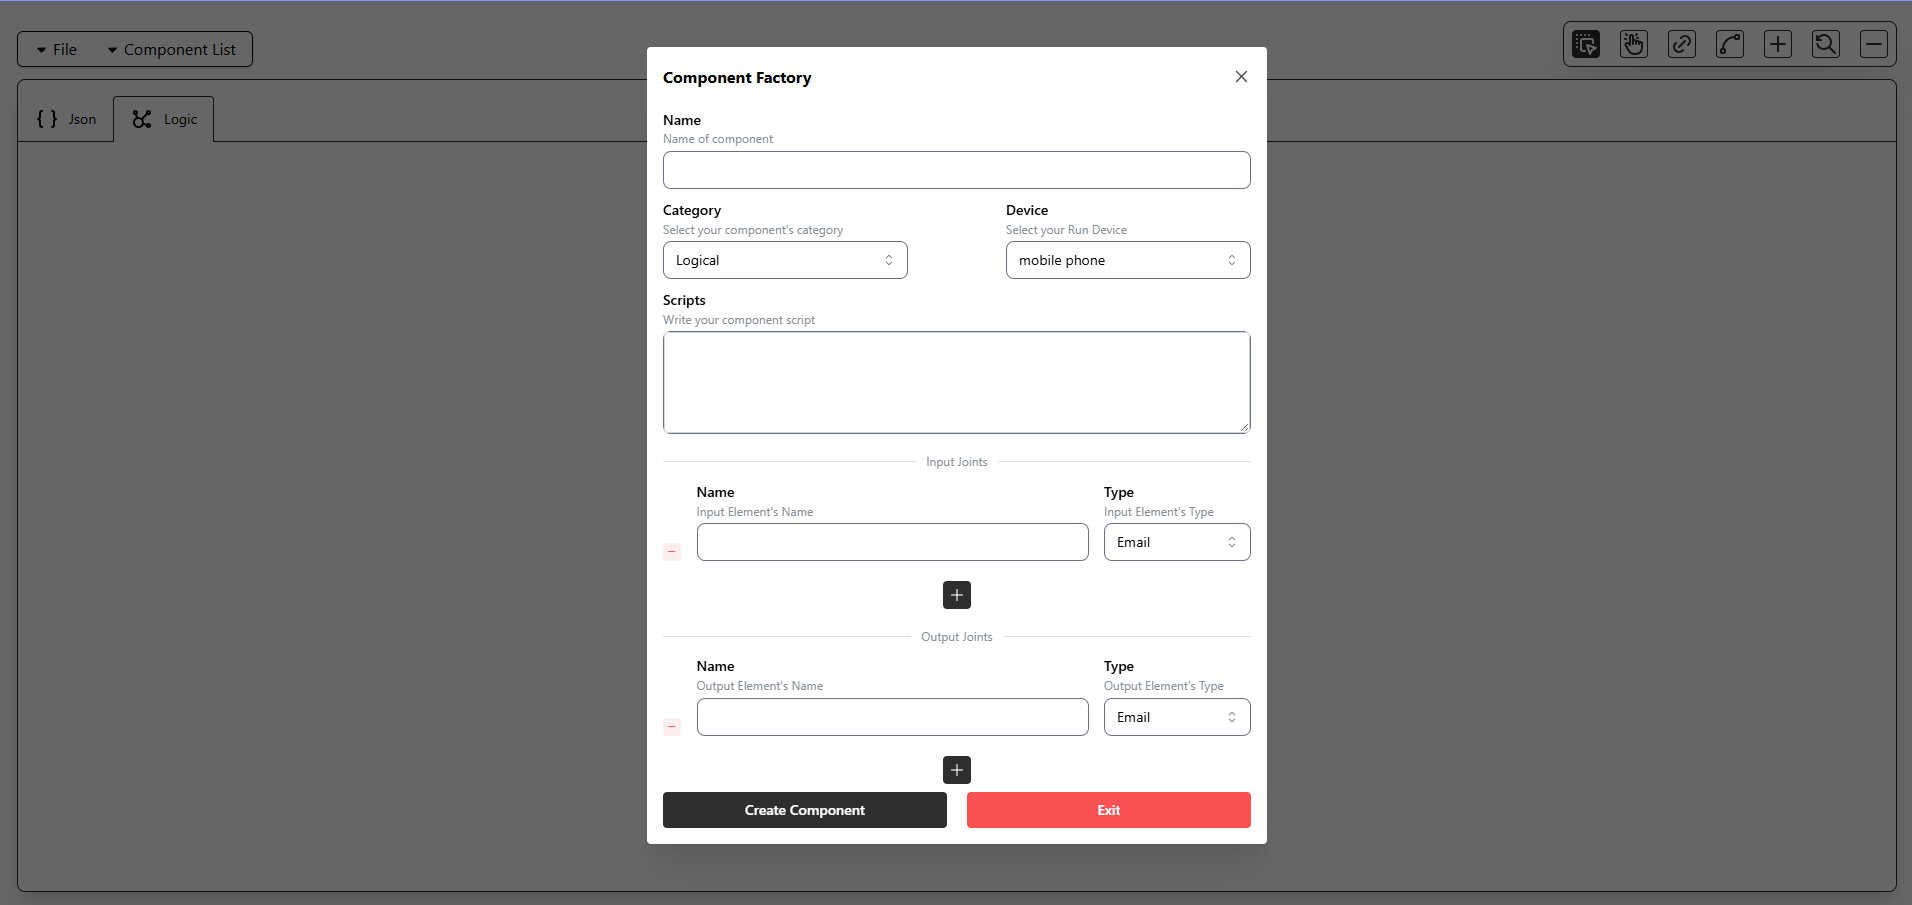 File Component List
Json Logic
Component Factory
Name
Name of component
Category Device
Select your component's category Select your Run Device
Logical mobile phone
Scripts
Write your component script
Input Joints
Name Type
Input Element's Name Input Element's Type
Email
Output Joints
Name Type
Output Element's Name Output Element's Type
Email
Create Component Exit